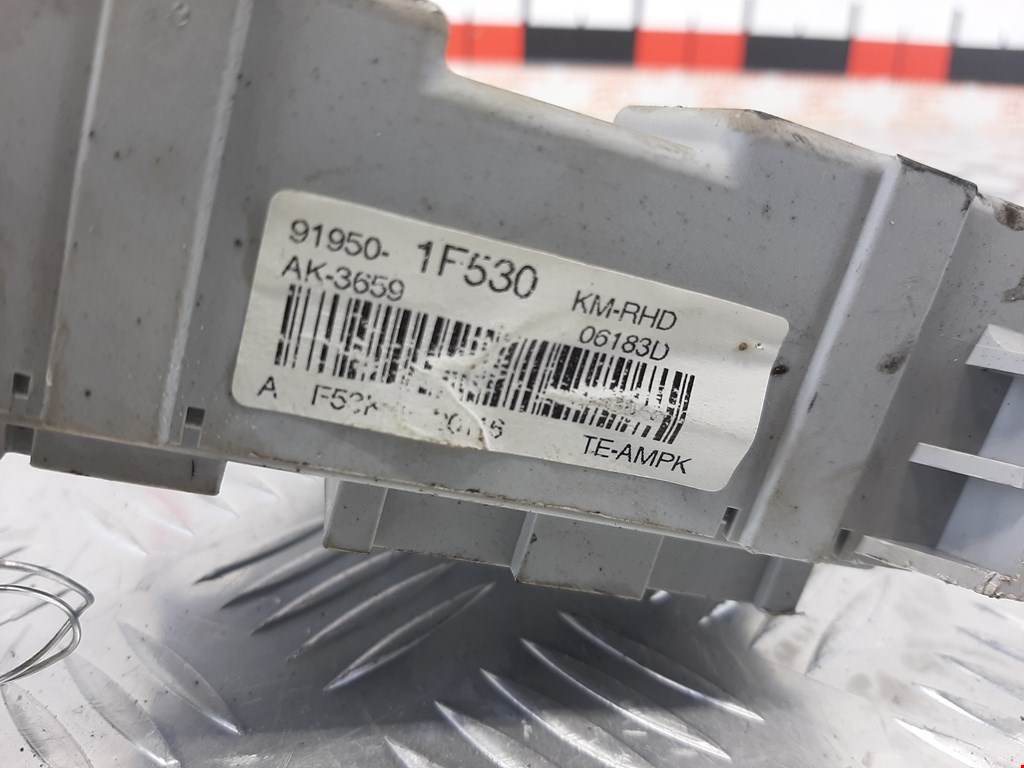 91950- 1F530
AK-3659 KM-RHD
06183D
A
TE-AMPK